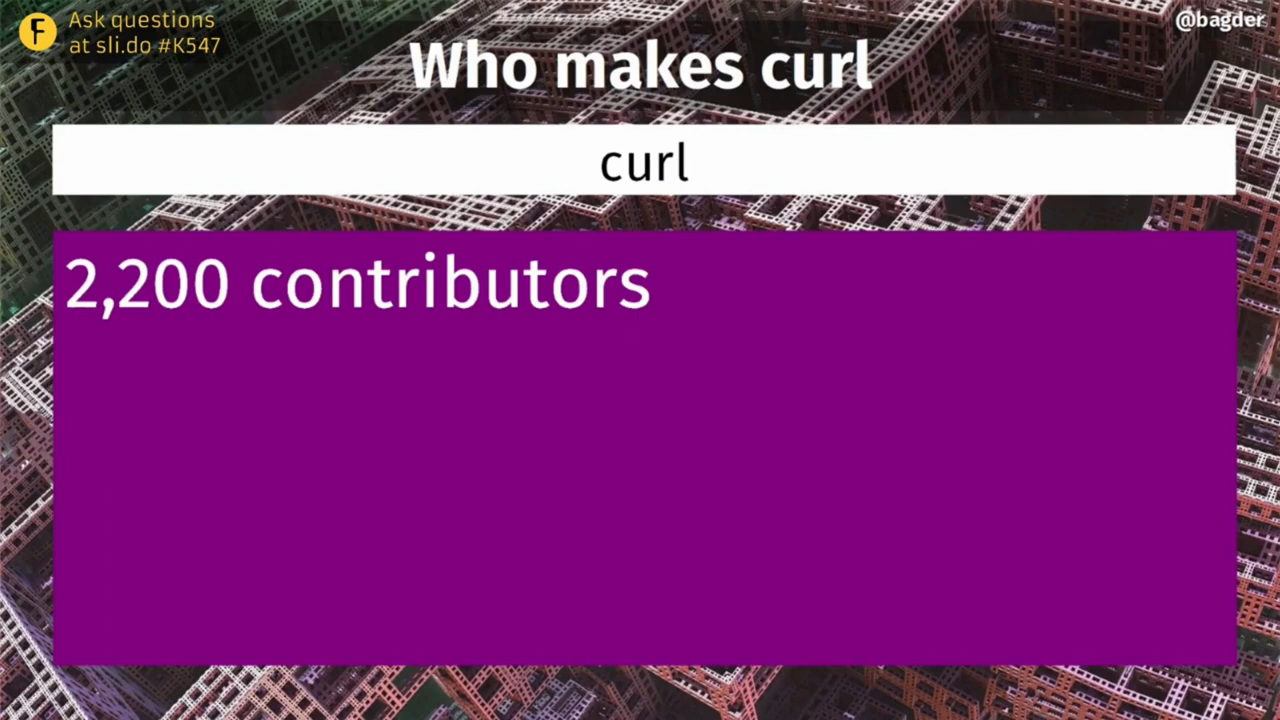 F
Ask questions
at sli.do #K547
@bagder
Who makes curl
curl
2,200 contributors